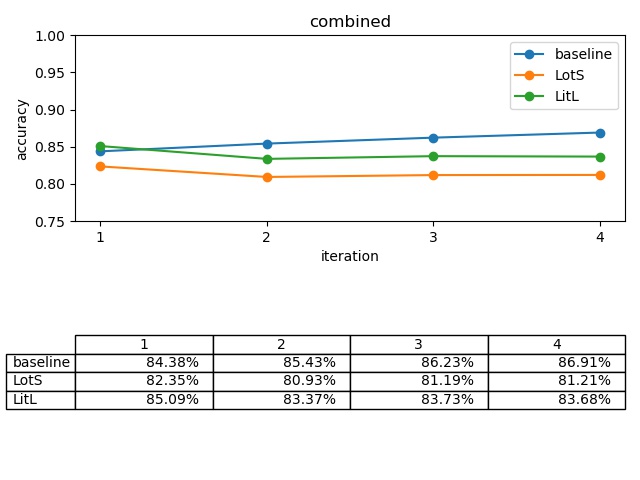 combined
1.00
0.95
0.90
0.85
0.80
0.75
accuracy
baseline
LotS
LitL
1 2 3 4
iteration
1 2 3 4
baseline 84.38% 85.43% 86.23% 86.91%
LotS 82.35% 80.93% 81.19% 81.21%
LitL 85.09% 83.37% 83.73% 83.68%